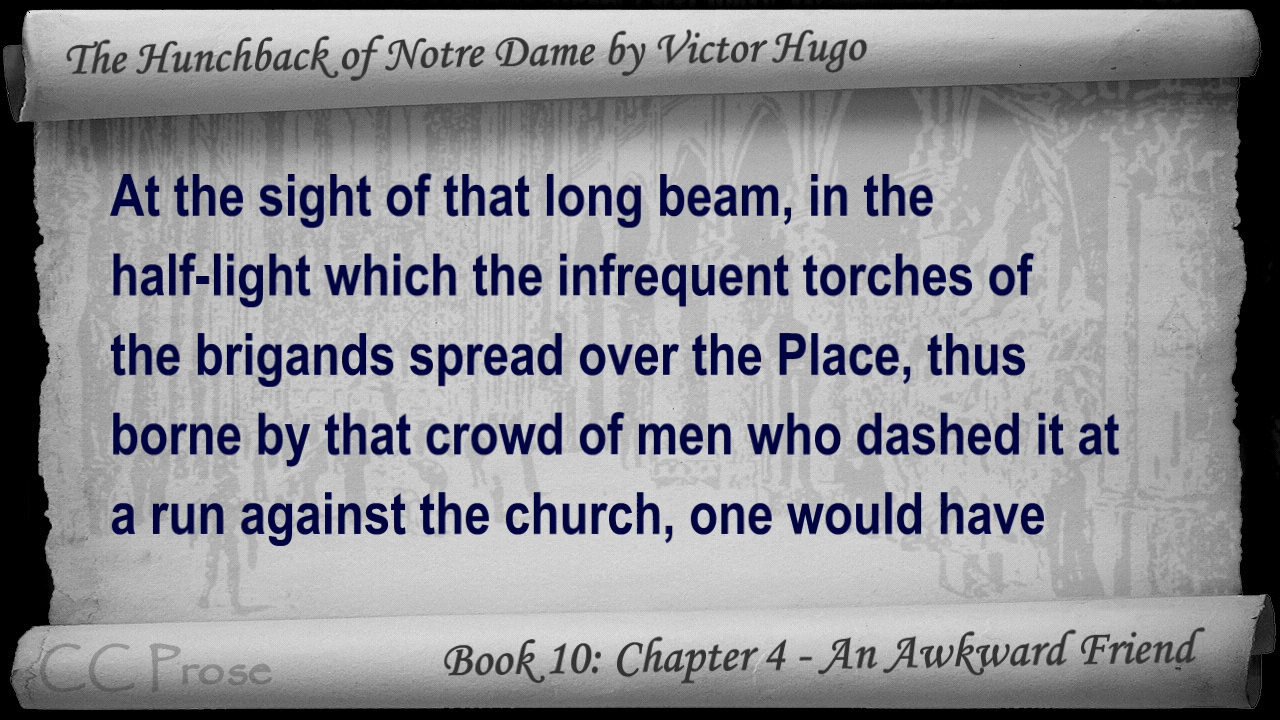 The Hunchback of Notre Dame by Victor Hugo
At the sight of that long beam, in the
half-light which the infrequent torches of
the brigands spread over the Place, thus
borne by that crowd of men who dashed it at
a run against the church, one would have
CC Prose
Book 10: Chapter 4 - An Awkward Friend